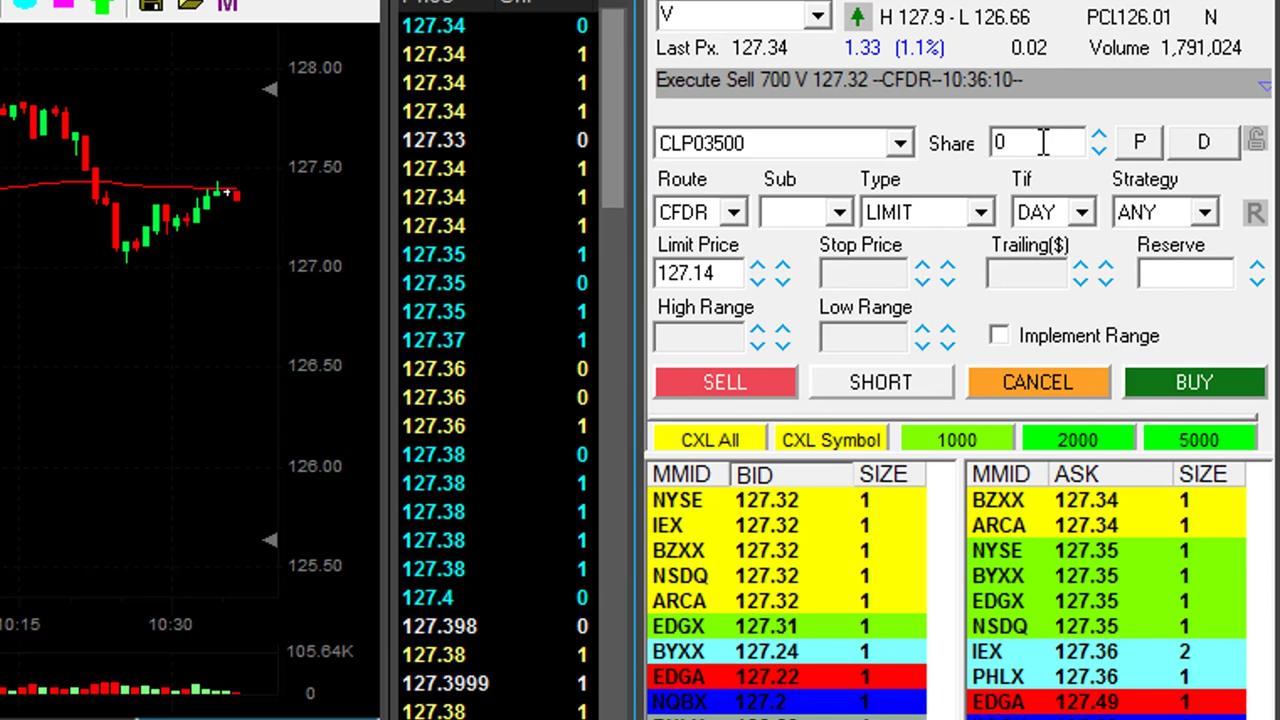 M
V H 127.9 - L 126.66 PCL126.01 N
Last Px. 127.34 1.33 (1.1%) 0.02 Volume 1,791,024
Execute Sell 700 V 127.32 --CFDR--10:36:10--
CLP03500 Share 0 P D
Route Sub Type Tif Strategy
CFDR LIMIT DAY ANY R
Limit Price Stop Price Trailing($) Reserve
127.14
High Range Low Range
Implement Range
SELL SHORT CANCEL BUY
CXL All CXL Symbol 1000 2000 5000
MMID BID SIZE MMID ASK SIZE
NYSE 127.32 1 BZXX 127.34 1
IEX 127.32 1 ARCA 127.34 1
BZXX 127.32 1 NYSE 127.35 1
NSDQ 127.32 1 BYXX 127.35 1
ARCA 127.32 1 EDGX 127.35 1
EDGX 127.31 1 NSDQ 127.35 1
BYXX 127.24 1 IEX 127.36 2
EDGA 127.22 1 PHLX 127.36 1
NQBX 127.2 1 EDGA 127.49 1
127.34 0
127.34 1
127.34 1
127.34 1
127.33 0
127.34 1
127.34 1
127.34 1
127.35 1
127.35 0
127.35 1
127.37 1
127.36 0
127.36 0
127.36 1
127.38 0
127.38 1
127.38 1
127.38 1
127.38 1
127.4 0
127.398 0
127.38 1
127.3999 1
127.38 1
128.00
127.50
127.00
126.50
126.00
125.50
10:15 10:30
105.64K
0